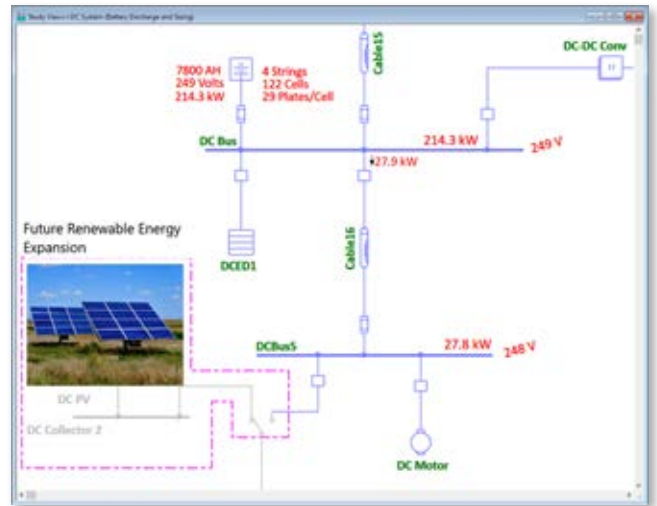 Study View - DC System (Battery Discharge and Sizing)
Cable15
DC-DC Conv
7800 AH
249 Volts
214.3 kW
4 Strings
122 Cells
29 Plates/Cell
DC Bus
214.3 kW
249 V
27.9 kW
Future Renewable Energy
Expansion
DCED1
Cable16
DCBus5
27.8 kW
248 V
DC PV
DC Collector 2
DC Motor